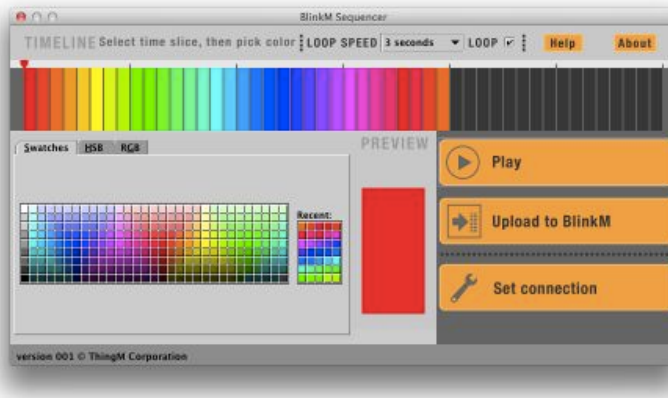 BlinkM Sequencer
TIMELINE Select time slice, then pick color LOOP SPEED 3 seconds LOOP Help About
Swatches HSB RGB
PREVIEW
Play
Recent:
Upload to BlinkM
Set connection
version 001 © ThingM Corporation